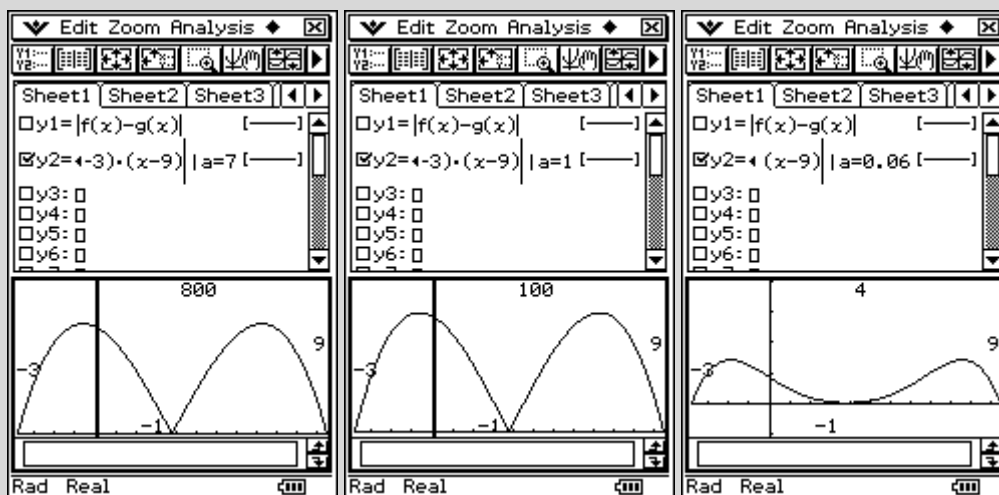 Edit Zoom Analysis
Sheet1 Sheet2 Sheet3
y1=|f(x)-g(x)|
y2=-3)·(x-9)| |a=7
y3:
y4:
y5:
y6:
800
9
-3
-1
Rad Real
Edit Zoom Analysis
Sheet1 Sheet2 Sheet3
y1=|f(x)-g(x)|
y2=-3)·(x-9)| |a=1
y3:
y4:
y5:
y6:
100
9
-3
-1
Rad Real
Edit Zoom Analysis
Sheet1 Sheet2 Sheet3
y1=|f(x)-g(x)|
y2=(x-9)| |a=0.06
y3:
y4:
y5:
y6:
4
9
-3
-1
Rad Real